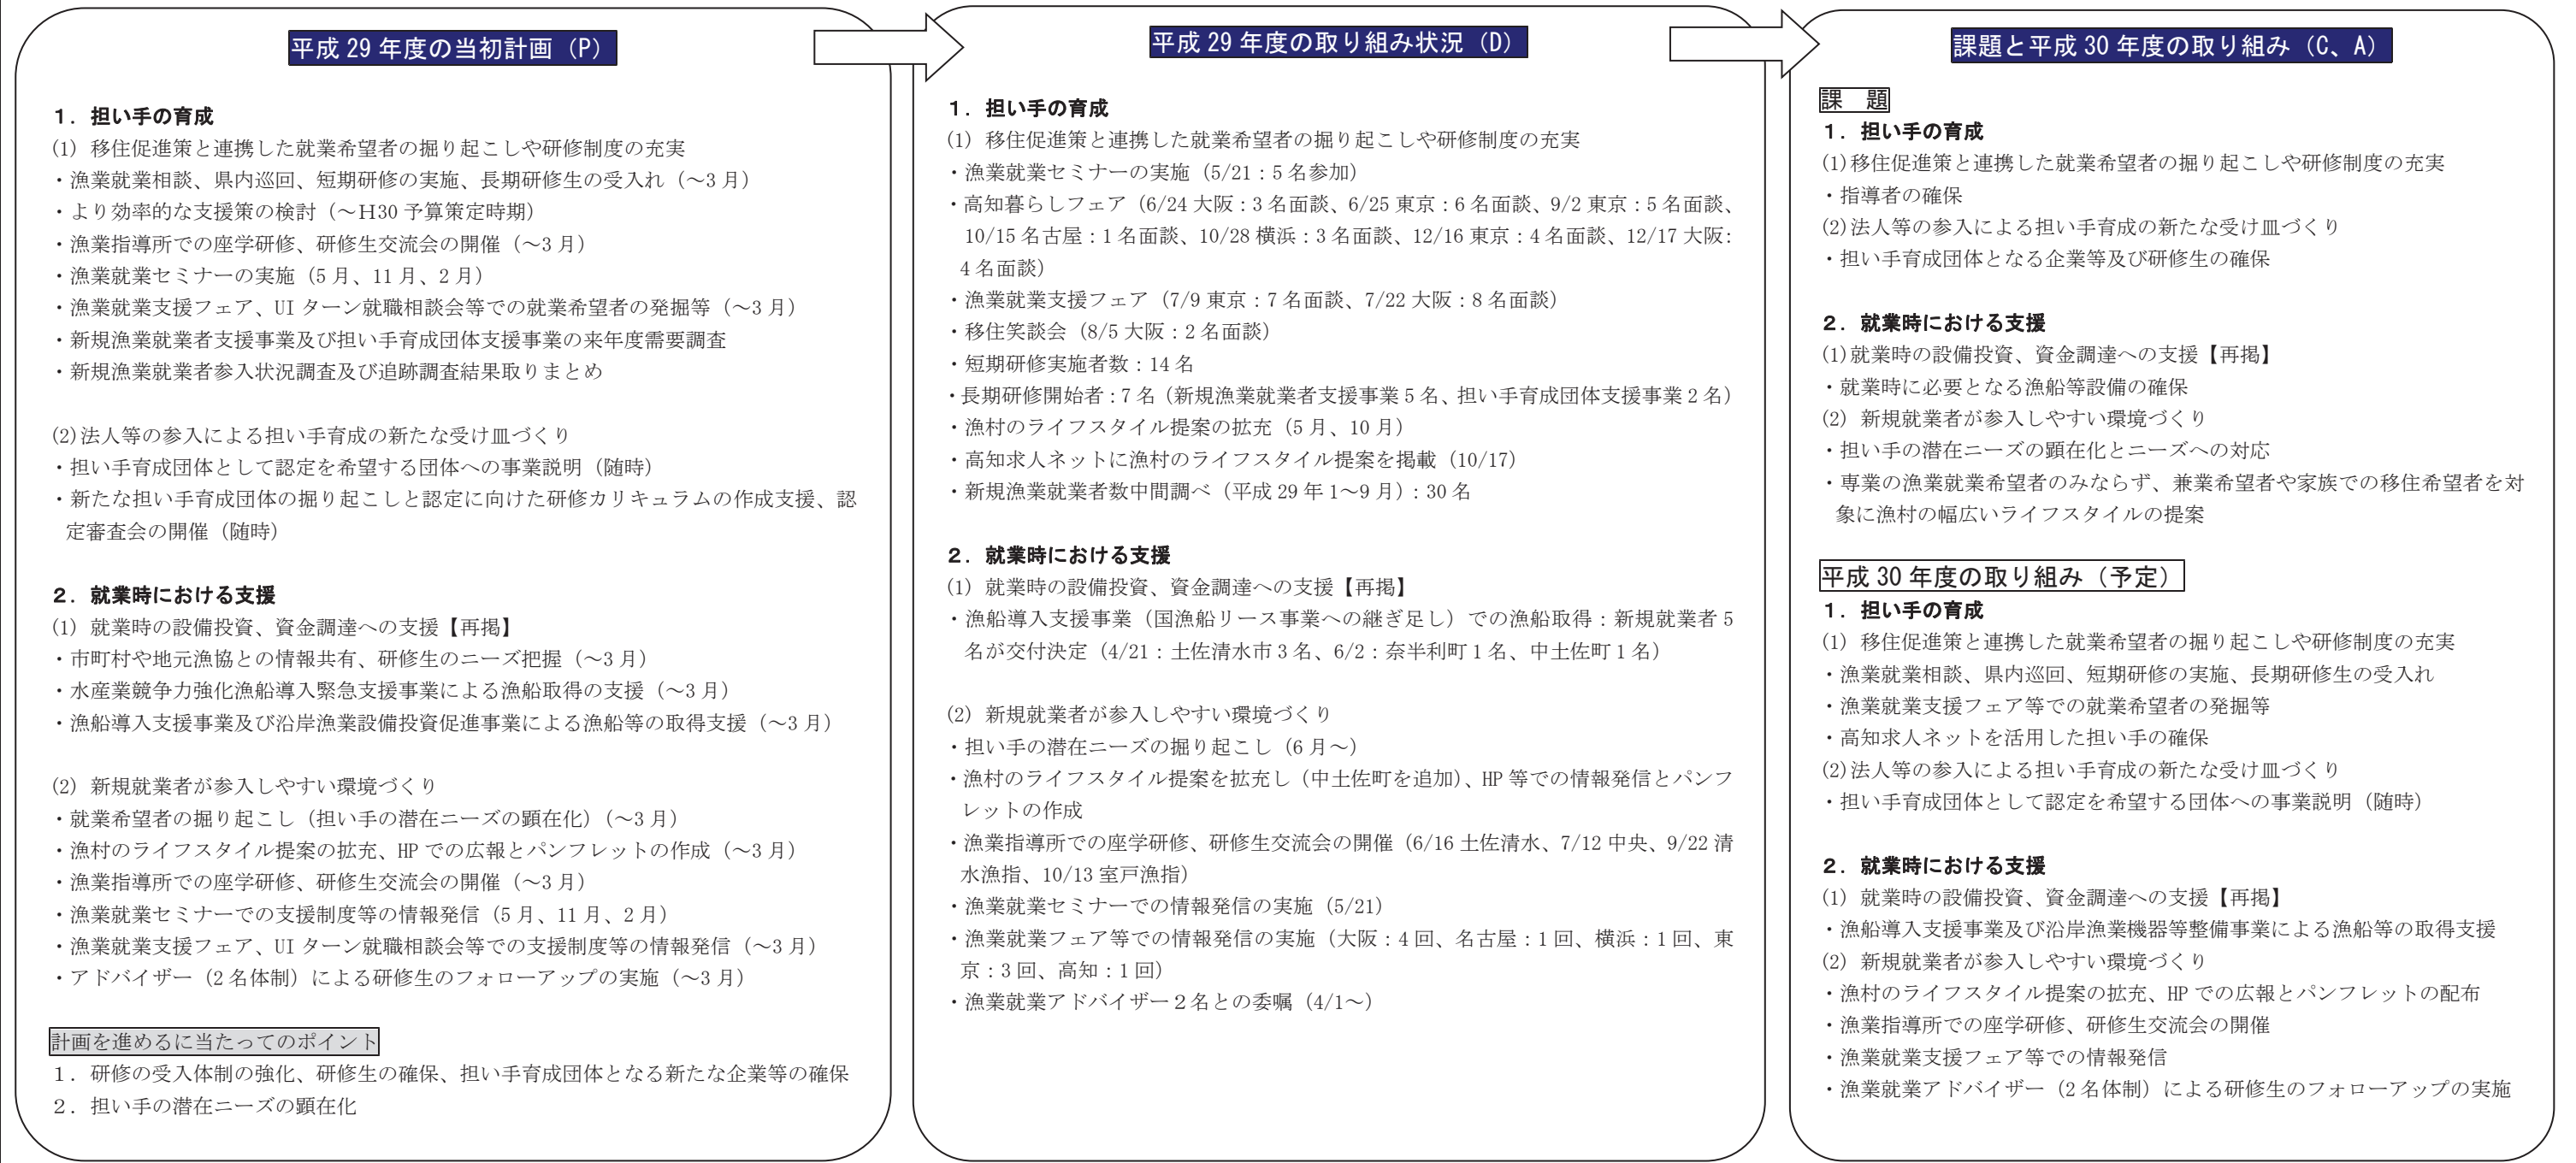 平成 29 年度の当初計画（P）
1．担い手の育成
(1) 移住促進策と連携した就業希望者の掘り起こしや研修制度の充実
・漁業就業相談、県内巡回、短期研修の実施、長期研修生の受入れ（～3 月）
・より効率的な支援策の検討（～Ｈ30 予算策定時期）
・漁業指導所での座学研修、研修生交流会の開催（～3 月）
・漁業就業セミナーの実施（5 月、11 月、2 月）
・漁業就業支援フェア、UI ターン就職相談会等での就業希望者の発掘等（～3 月）
・新規漁業就業者支援事業及び担い手育成団体支援事業の来年度需要調査
・新規漁業就業者参入状況調査及び追跡調査結果取りまとめ
(2)法人等の参入による担い手育成の新たな受け皿づくり
・担い手育成団体として認定を希望する団体への事業説明（随時）
・新たな担い手育成団体の掘り起こしと認定に向けた研修カリキュラムの作成支援、認
定審査会の開催（随時）
2．就業時における支援
(1) 就業時の設備投資、資金調達への支援【再掲】
・市町村や地元漁協との情報共有、研修生のニーズ把握（～3 月）
・水産業競争力強化漁船導入緊急支援事業による漁船取得の支援（～3 月）
・漁船導入支援事業及び沿岸漁業設備投資促進事業による漁船等の取得支援（～3 月）
(2) 新規就業者が参入しやすい環境づくり
・就業希望者の掘り起こし（担い手の潜在ニーズの顕在化）（～3 月）
・漁村のライフスタイル提案の拡充、HP での広報とパンフレットの作成（～3 月）
・漁業指導所での座学研修、研修生交流会の開催（～3 月）
・漁業就業セミナーでの支援制度等の情報発信（5 月、11 月、2 月）
・漁業就業支援フェア、UI ターン就職相談会等での支援制度等の情報発信（～3 月）
・アドバイザー（2 名体制）による研修生のフォローアップの実施（～3 月）
計画を進めるに当たってのポイント
１．研修の受入体制の強化、研修生の確保、担い手育成団体となる新たな企業等の確保
２．担い手の潜在ニーズの顕在化
平成 29 年度の取り組み状況（D）
1．担い手の育成
(1) 移住促進策と連携した就業希望者の掘り起こしや研修制度の充実
・漁業就業セミナーの実施（5/21：5 名参加）
・高知暮らしフェア（6/24 大阪：3 名面談、6/25 東京：6 名面談、9/2 東京：5 名面談、
10/15 名古屋：1 名面談、10/28 横浜：3 名面談、12/16 東京：4 名面談、12/17 大阪：
4 名面談）
・漁業就業支援フェア（7/9 東京：7 名面談、7/22 大阪：8 名面談）
・移住笑談会（8/5 大阪：2 名面談）
・短期研修実施者数：14 名
・長期研修開始者：7 名（新規漁業就業者支援事業 5 名、担い手育成団体支援事業 2 名）
・漁村のライフスタイル提案の拡充（5 月、10 月）
・高知求人ネットに漁村のライフスタイル提案を掲載（10/17）
・新規漁業就業者数中間調べ（平成 29 年 1～9 月）：30 名
2．就業時における支援
(1) 就業時の設備投資、資金調達への支援【再掲】
・漁船導入支援事業（国漁船リース事業への継ぎ足し）での漁船取得：新規就業者 5
名が交付決定（4/21：土佐清水市 3 名、6/2：奈半利町 1 名、中土佐町 1 名）
(2) 新規就業者が参入しやすい環境づくり
・担い手の潜在ニーズの掘り起こし（6 月～）
・漁村のライフスタイル提案を拡充し（中土佐町を追加）、HP 等での情報発信とパンフ
レットの作成
・漁業指導所での座学研修、研修生交流会の開催（6/16 土佐清水、7/12 中央、9/22 清
水漁指、10/13 室戸漁指）
・漁業就業セミナーでの情報発信の実施（5/21）
・漁業就業フェア等での情報発信の実施（大阪：4 回、名古屋：1 回、横浜：1 回、東
京：3 回、高知：1 回）
・漁業就業アドバイザー２名との委嘱（4/1～）
課題と平成 30 年度の取り組み（C、A）
課　題
1．担い手の育成
(1)移住促進策と連携した就業希望者の掘り起こしや研修制度の充実
・指導者の確保
(2)法人等の参入による担い手育成の新たな受け皿づくり
・担い手育成団体となる企業等及び研修生の確保
2．就業時における支援
(1)就業時の設備投資、資金調達への支援【再掲】
・就業時に必要となる漁船等設備の確保
(2) 新規就業者が参入しやすい環境づくり
・担い手の潜在ニーズの顕在化とニーズへの対応
・専業の漁業就業希望者のみならず、兼業希望者や家族での移住希望者を対
象に漁村の幅広いライフスタイルの提案
平成 30 年度の取り組み（予定）
1．担い手の育成
(1) 移住促進策と連携した就業希望者の掘り起こしや研修制度の充実
・漁業就業相談、県内巡回、短期研修の実施、長期研修生の受入れ
・漁業就業支援フェア等での就業希望者の発掘等
・高知求人ネットを活用した担い手の確保
(2)法人等の参入による担い手育成の新たな受け皿づくり
・担い手育成団体として認定を希望する団体への事業説明（随時）
2．就業時における支援
(1) 就業時の設備投資、資金調達への支援【再掲】
・漁船導入支援事業及び沿岸漁業機器等整備事業による漁船等の取得支援
(2) 新規就業者が参入しやすい環境づくり
・漁村のライフスタイル提案の拡充、HP での広報とパンフレットの配布
・漁業指導所での座学研修、研修生交流会の開催
・漁業就業支援フェア等での情報発信
・漁業就業アドバイザー（2 名体制）による研修生のフォローアップの実施